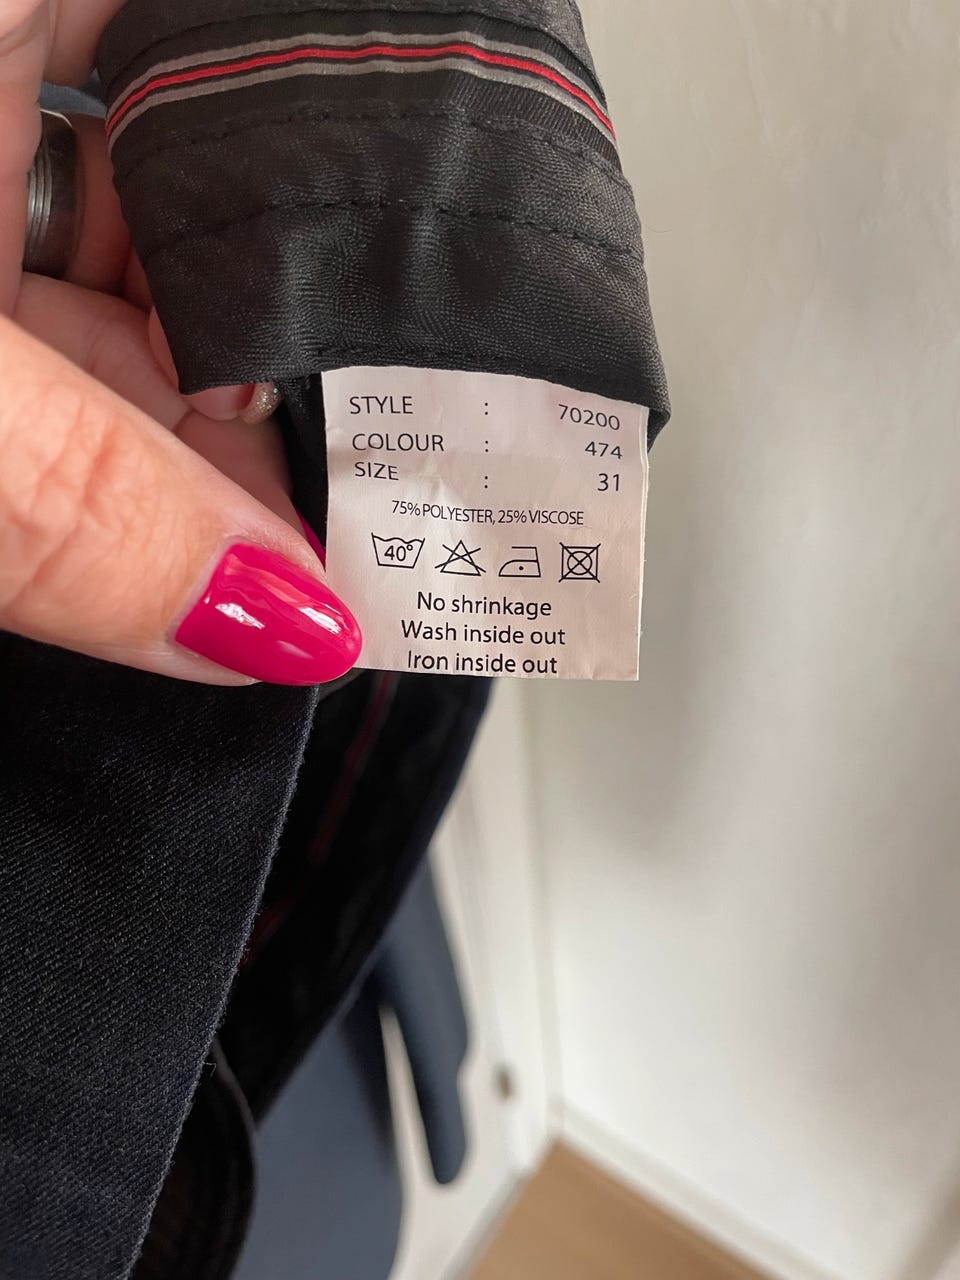 STYLE : 70200
COLOUR : 474
SIZE : 31
75% POLYESTER, 25% VISCOSE
40°
No shrinkage
Wash inside out
Iron inside out